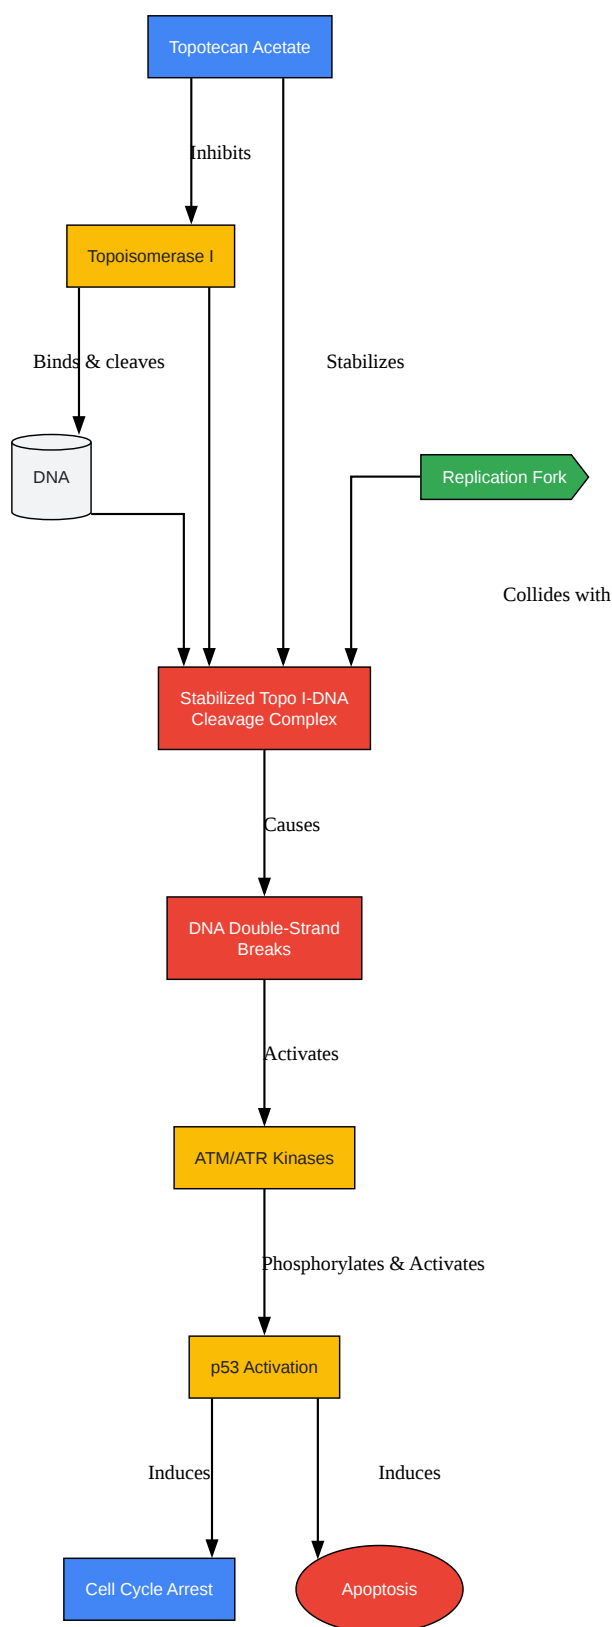 Topotecan Acetate
Inhibits
Topoisomerase I
Binds & cleaves
Stabilizes
DNA
Replication Fork
Collides with
Stabilized Topo I-DNA
Cleavage Complex
Causes
DNA Double-Strand
Breaks
Activates
ATM/ATR Kinases
Phosphorylates & Activates
p53 Activation
Induces
Induces
Cell Cycle Arrest
Apoptosis